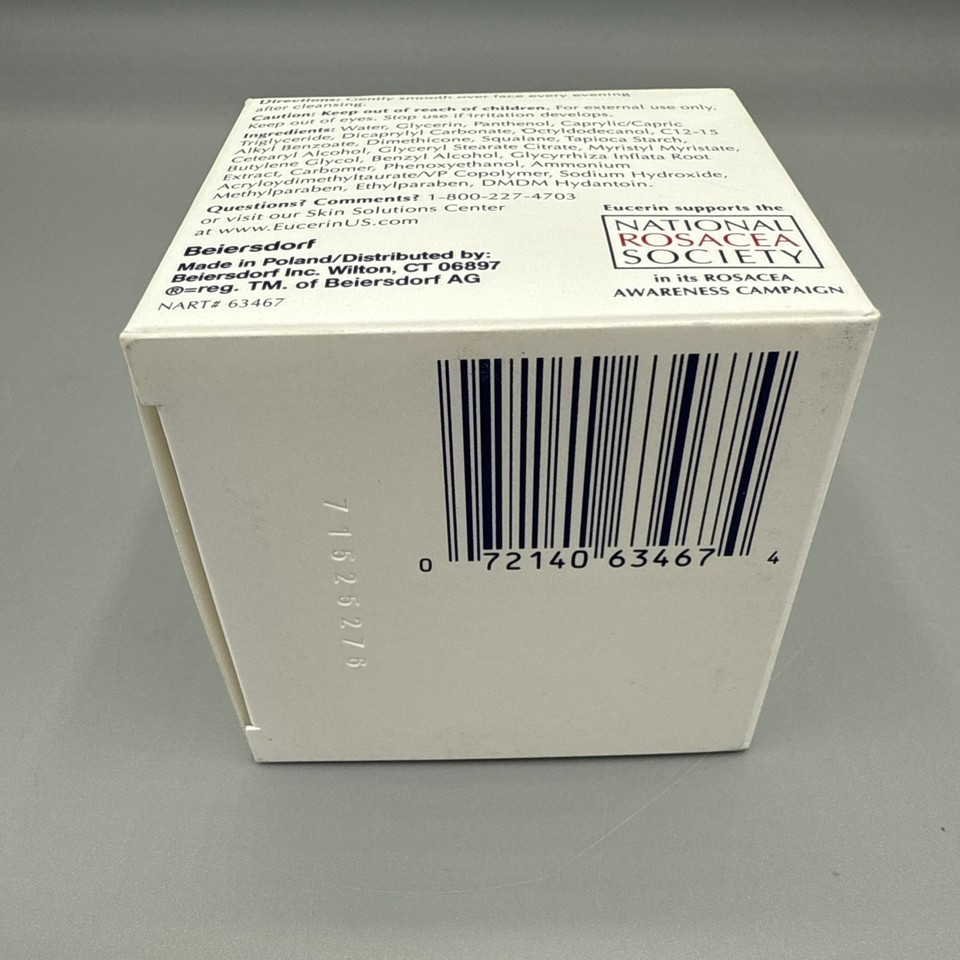 Directions: Gently smooth over face every evening
after cleansing.
Caution: Keep out of reach of children. For external use only.
Keep out of eyes. Stop use if irritation develops.
Ingredients: Water, Glycerin, Panthenol, Caprylic/Capric
Triglyceride, Dicaprylyl Carbonate, Octyldodecanol, C12-15
Alkyl Benzoate, Dimethicone, Squalane, Tapioca Starch,
Cetearyl Alcohol, Glyceryl Stearate Citrate, Myristyl Myristate,
Butylene Glycol, Benzyl Alcohol, Glycyrrhiza Inflata Root
Extract, Carbomer, Phenoxyethanol, Ammonium
Acryloydimethyltaurate/VP Copolymer, Sodium Hydroxide,
Methylparaben, Ethylparaben, DMDM Hydantoin.
Questions? Comments? 1-800-227-4703
or visit our Skin Solutions Center
at www.EucerinUS.com
Beiersdorf
Made in Poland/Distributed by:
Beiersdorf Inc. Wilton, CT 06897
®=reg. TM. of Beiersdorf AG
NART# 63467
Eucerin supports the
NATIONAL
ROSACEA
SOCIETY
in its ROSACEA
AWARENESS CAMPAIGN
0 72140 63467 4
71525276